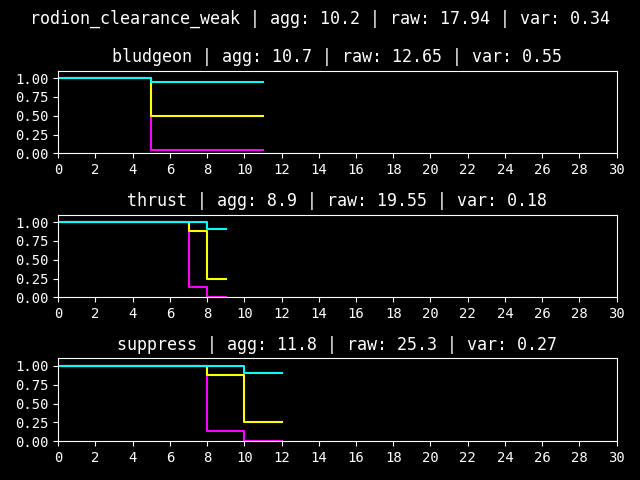 rodion_clearance_weak | agg: 10.2 | raw: 17.94 | var: 0.34
bludgeon | agg: 10.7 | raw: 12.65 | var: 0.55
1.00
0.75
0.50
0.25
0.00
0 2 4 6 8 10 12 14 16 18 20 22 24 26 28 30
thrust | agg: 8.9 | raw: 19.55 | var: 0.18
1.00
0.75
0.50
0.25
0.00
0 2 4 6 8 10 12 14 16 18 20 22 24 26 28 30
suppress | agg: 11.8 | raw: 25.3 | var: 0.27
1.00
0.75
0.50
0.25
0.00
0 2 4 6 8 10 12 14 16 18 20 22 24 26 28 30